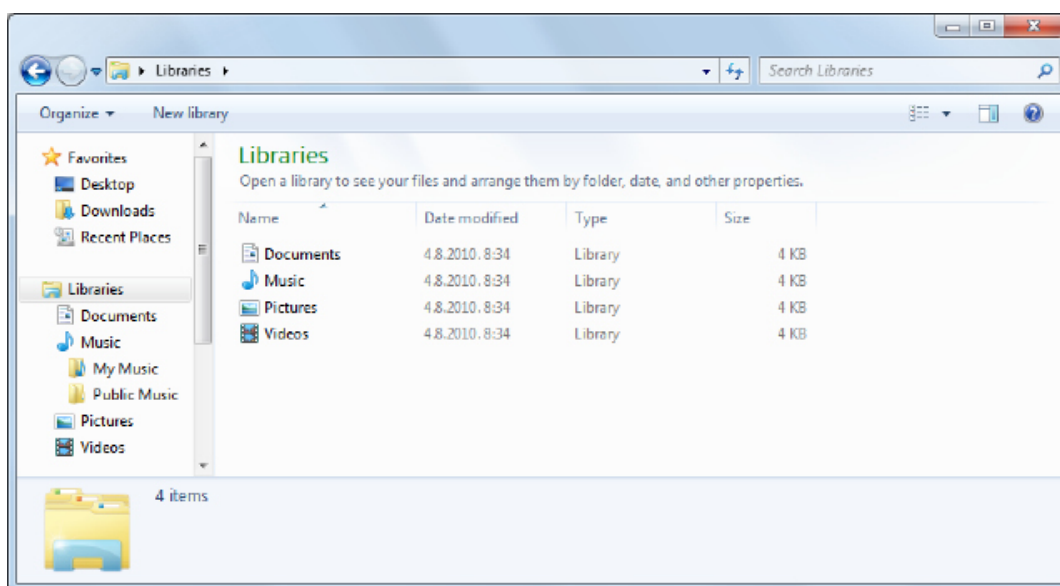 Libraries
Search Libraries
Organize New library
Favorites
Desktop
Downloads
Recent Places
Libraries
Documents
Music
My Music
Public Music
Pictures
Videos
Libraries
Open a library to see your files and arrange them by folder, date, and other properties.
Name Date modified Type Size
Documents 4.8.2010. 8:34 Library 4 KB
Music 4.8.2010. 8:34 Library 4 KB
Pictures 4.8.2010. 8:34 Library 4 KB
Videos 4.8.2010. 8:34 Library 4 KB
4 items